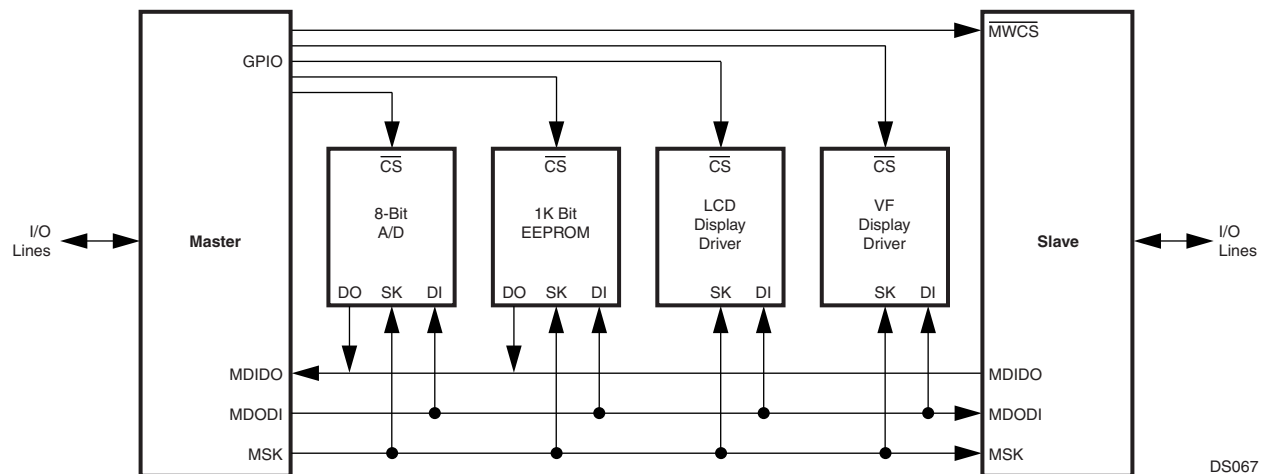 MWCS
GPIO
CS
CS
CS
CS
8-Bit
A/D
1K Bit
EEPROM
LCD
Display
Driver
VF
Display
Driver
I/O
Lines
Master
Slave
I/O
Lines
DO SK DI
DO SK DI
SK DI
SK DI
MDIDO
MDIDO
MDODI
MDODI
MSK
MSK
DS067